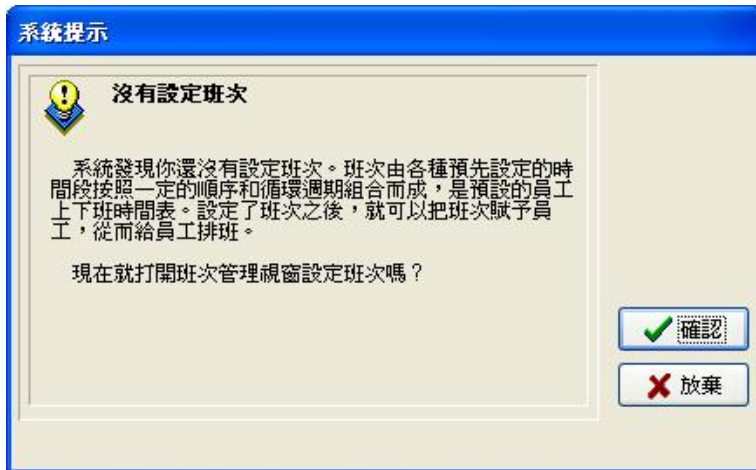 系統提示
沒有設定班次
系統發現你還沒有設定班次。班次由各種預先設定的時
間段按照一定的順序和循環週期組合而成，是預設的員工
上下班時間表。設定了班次之後，就可以把班次賦予員
工，從而給員工排班。
現在就打開班次管理視窗設定班次嗎？
確認
放棄